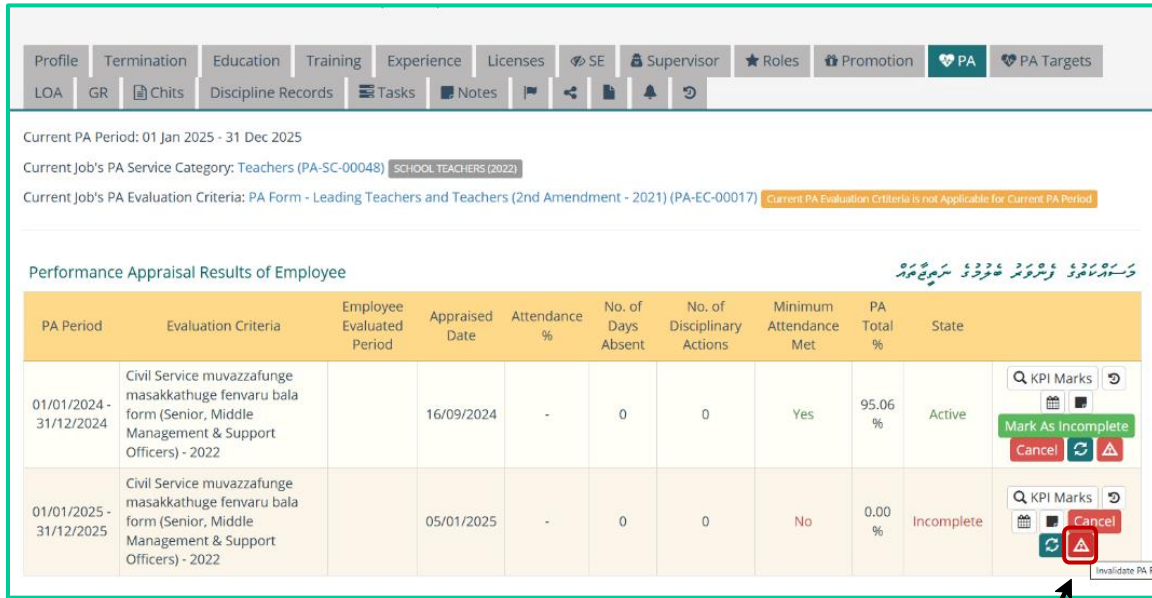 Profile Termination Education Training Experience Licenses SE Supervisor Roles Promotion PA PA Targets
LOA GR Chits Discipline Records Tasks Notes
Current PA Period: 01 Jan 2025 - 31 Dec 2025
Current Job's PA Service Category: Teachers (PA-SC-00048) SCHOOL TEACHERS (2022)
Current Job's PA Evaluation Criteria: PA Form - Leading Teachers and Teachers (2nd Amendment - 2021) (PA-EC-00017) Current PA Evaluation Crtiteria is not Applicable for Current PA Period
Performance Appraisal Results of Employee
މަސައްކަތުގެ ފެންވަރު ބެލުމުގެ ނަތީޖާތައް
PA Period
Evaluation Criteria
Employee
Evaluated
Period
Appraised
Date
Attendance
%
No. of
Days
Absent
No. of
Disciplinary
Actions
Minimum
Attendance
Met
PA
Total
%
State
01/01/2024 -
31/12/2024
Civil Service muvazzafunge
masakkathuge fenvaru bala
form (Senior, Middle
Management & Support
Officers) - 2022
16/09/2024
-
0
0
Yes
95.06
%
Active
KPI Marks
Mark As Incomplete
Cancel
01/01/2025 -
31/12/2025
Civil Service muvazzafunge
masakkathuge fenvaru bala
form (Senior, Middle
Management & Support
Officers) - 2022
05/01/2025
-
0
0
No
0.00
%
Incomplete
KPI Marks
Cancel
Invalidate PA